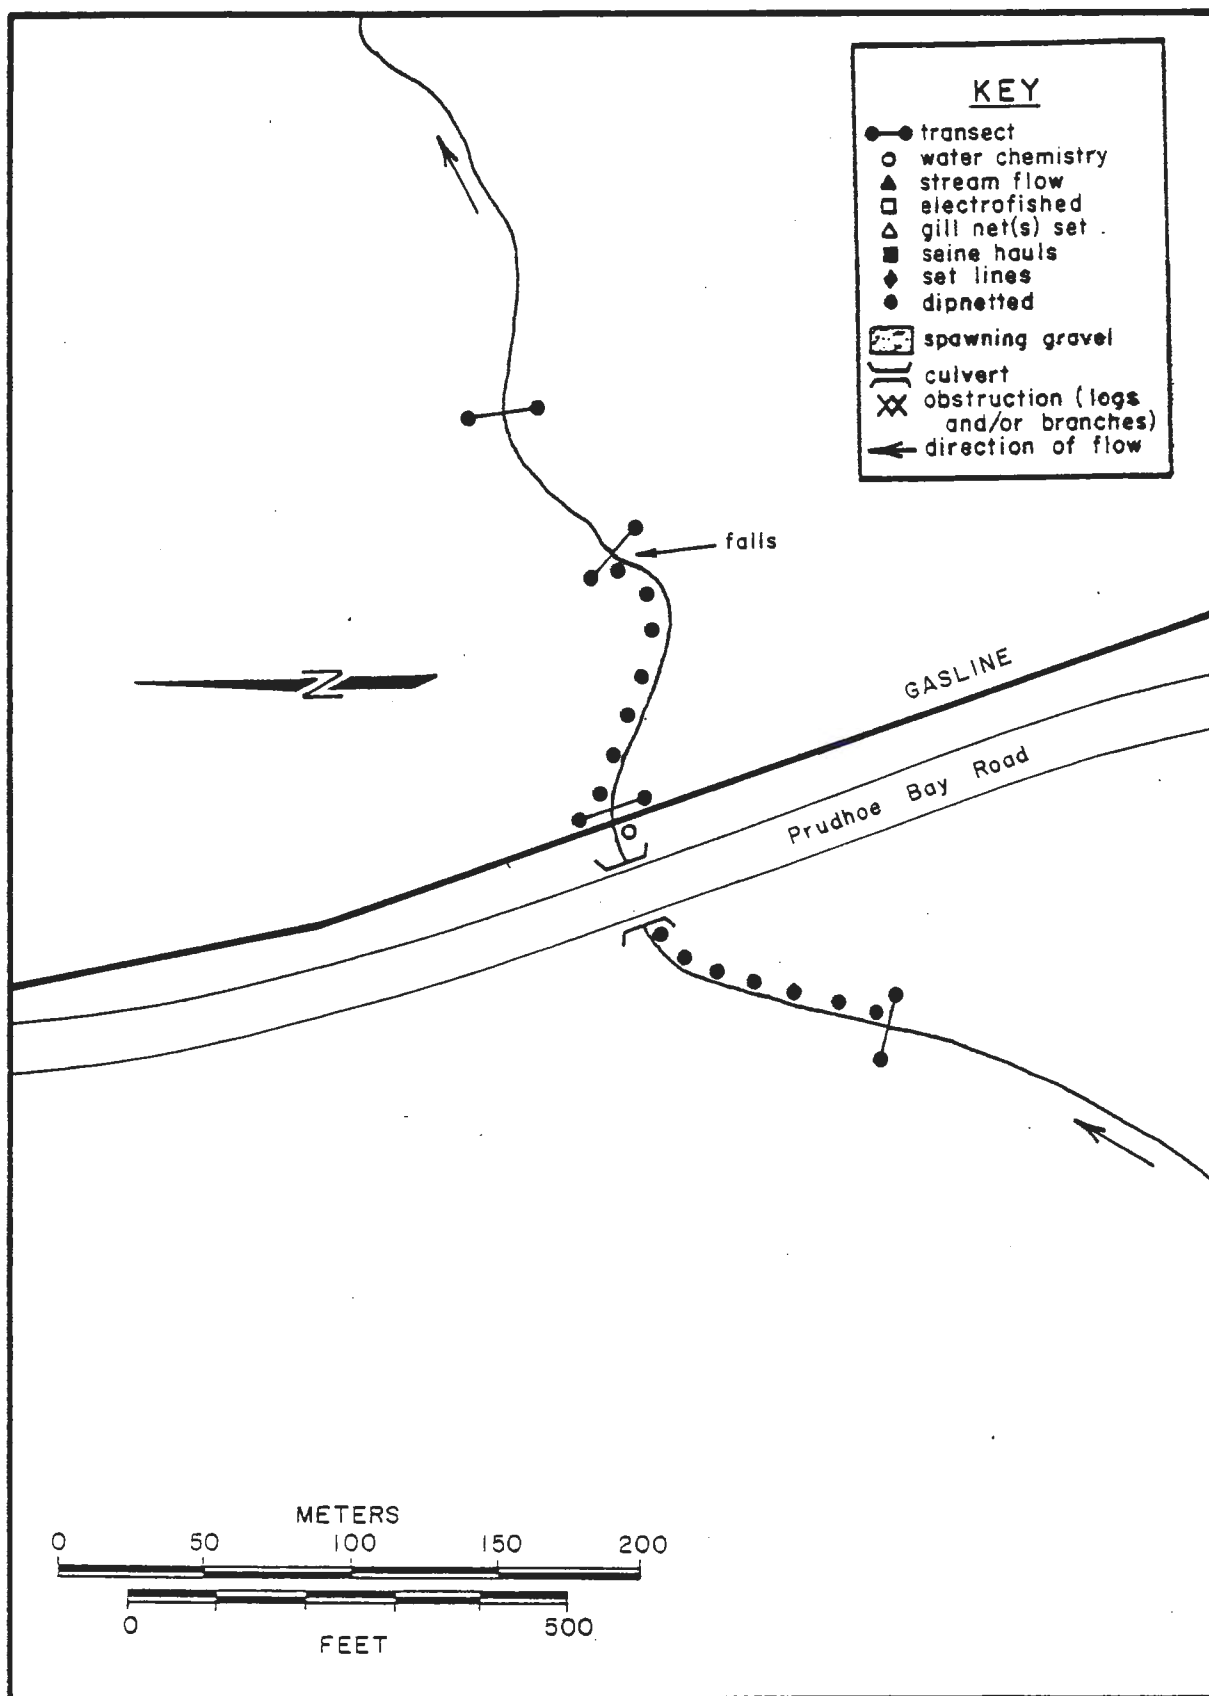 KEY
transect
water chemistry
stream flow
electrofished
gill net(s) set
seine hauls
set lines
dipnetted
spawning gravel
culvert
obstruction (logs
and/or branches)
direction of flow
falls
N
GASLINE
Prudhoe Bay Road
METERS
0 50 100 150 200
0 500
FEET